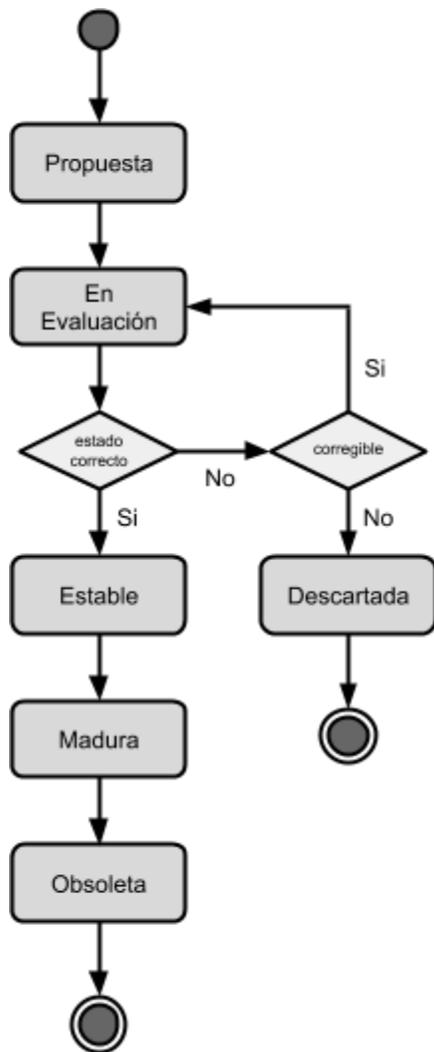 Propuesta
En
Evaluación
Si
estado
correcto
corregible
No
Si
No
Estable
Descartada
Madura
Obsoleta